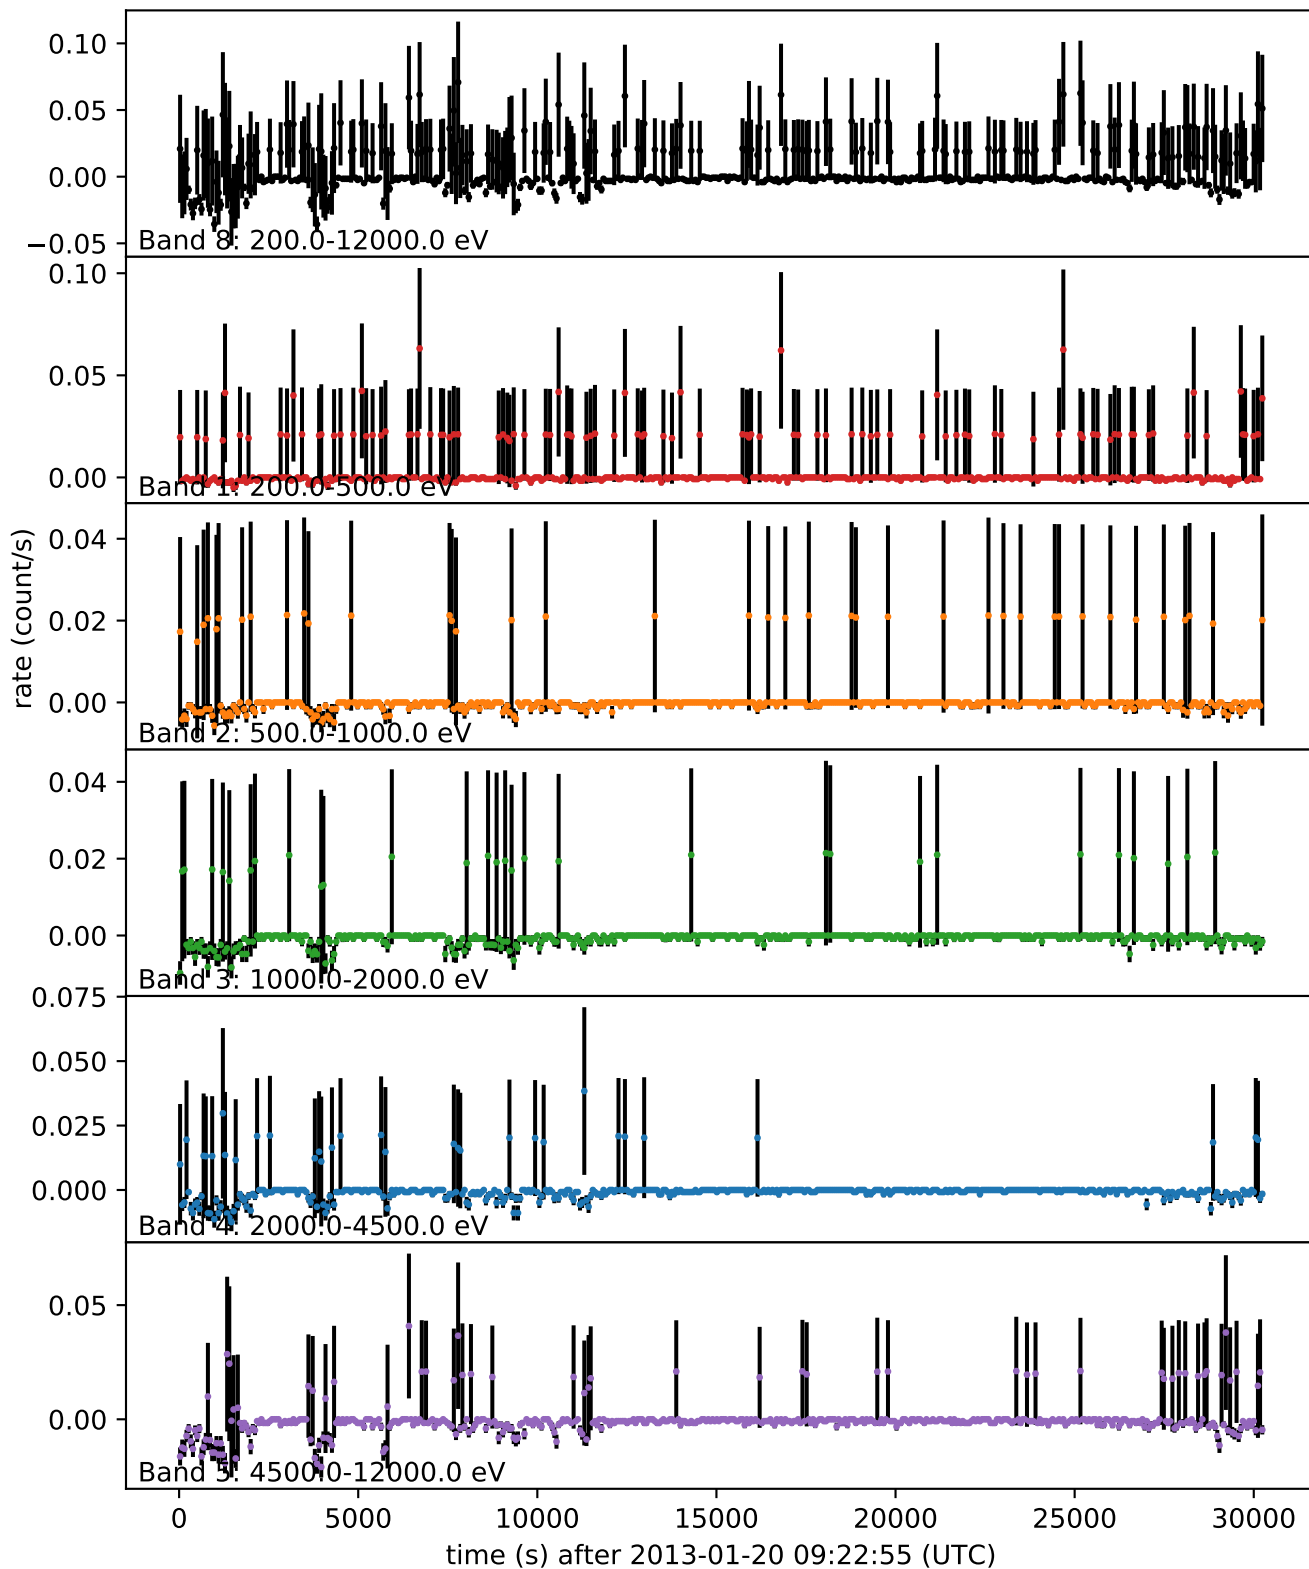 0.10
0.05
0.00
−0.05
Band 8: 200.0-12000.0 eV
0.10
0.05
0.00
Band 1: 200.0-500.0 eV
rate (count/s)
0.04
0.02
0.00
Band 2: 500.0-1000.0 eV
0.04
0.02
0.00
Band 3: 1000.0-2000.0 eV
0.075
0.050
0.025
0.000
Band 4: 2000.0-4500.0 eV
0.05
0.00
Band 5: 4500.0-12000.0 eV
0 5000 10000 15000 20000 25000 30000
time (s) after 2013-01-20 09:22:55 (UTC)